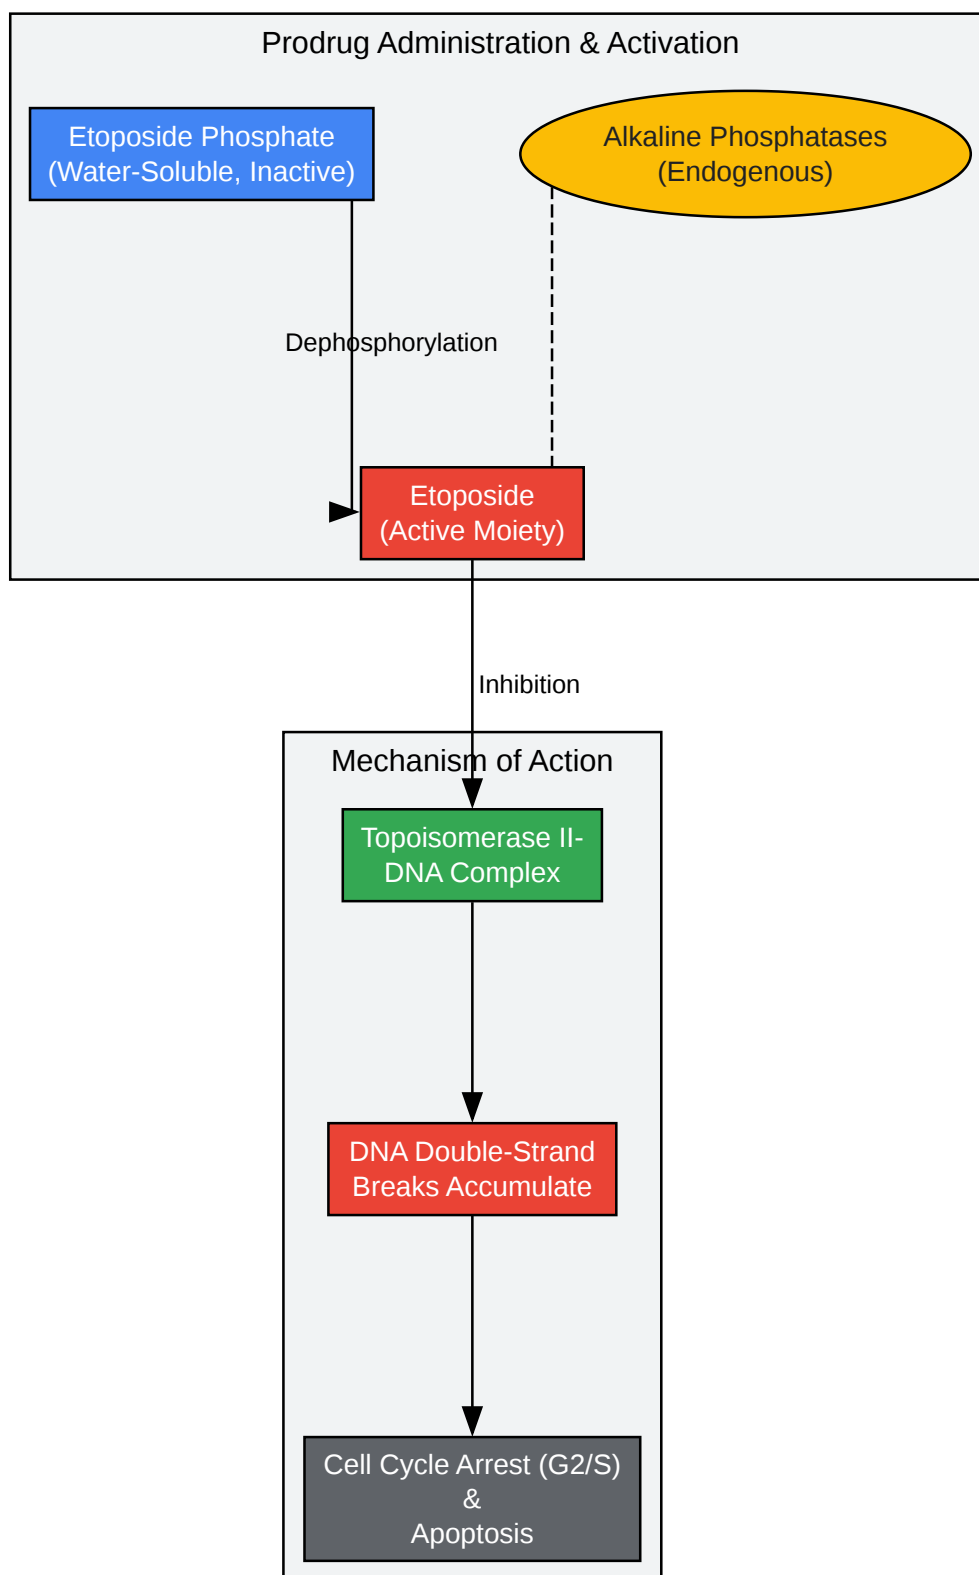 Prodrug Administration & Activation
Etoposide Phosphate
(Water-Soluble, Inactive)
Alkaline Phosphatases
(Endogenous)
Dephosphorylation
Etoposide
(Active Moiety)
Inhibition
Mechanism of Action
Topoisomerase II-
DNA Complex
DNA Double-Strand
Breaks Accumulate
Cell Cycle Arrest (G2/S)
&
Apoptosis